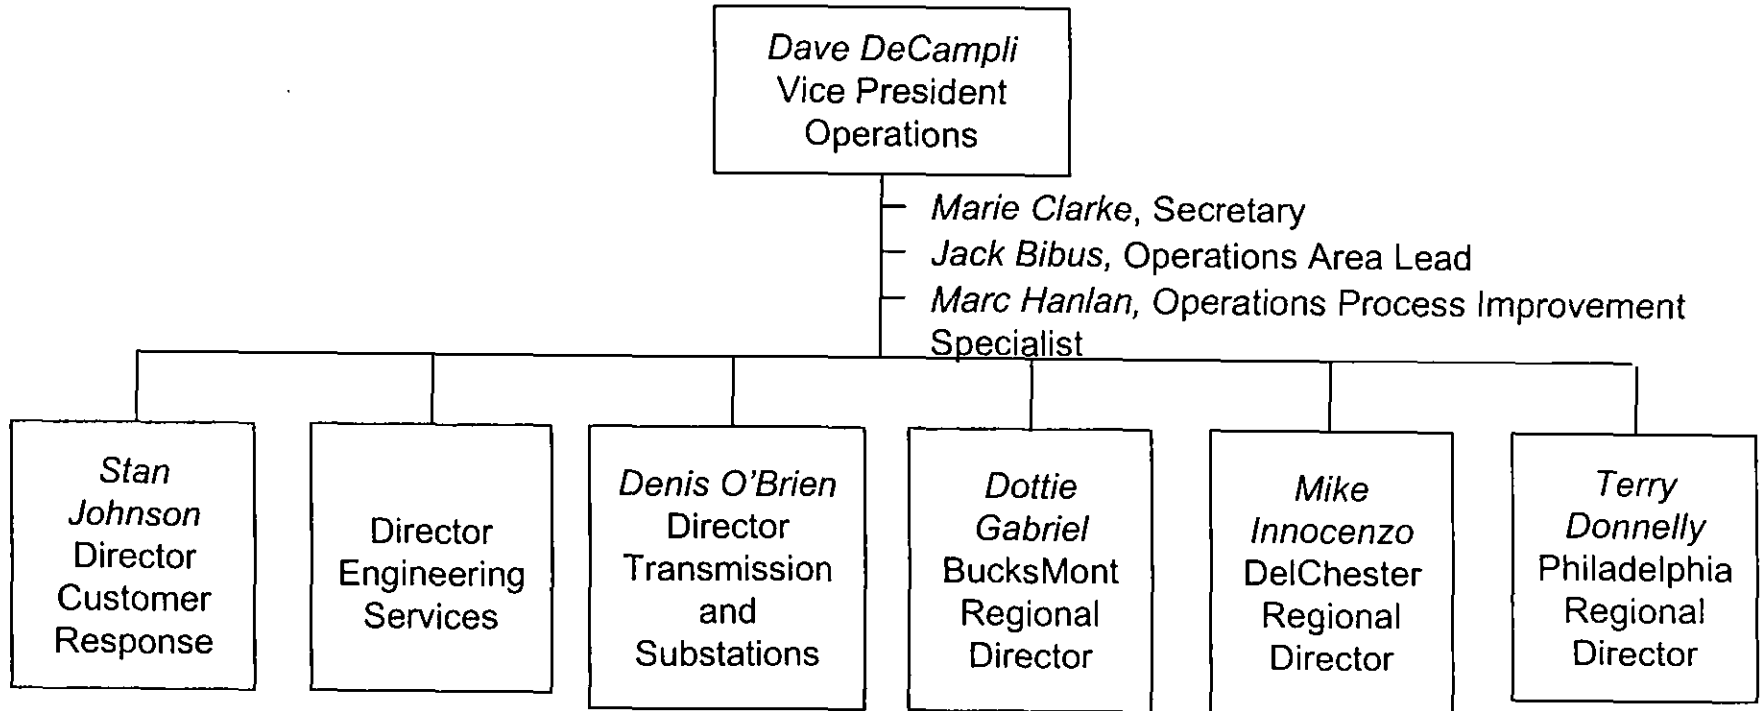 Dave DeCampli
Vice President
Operations
Marie Clarke, Secretary
Jack Bibus, Operations Area Lead
Marc Hanlan, Operations Process Improvement
Specialist
Stan
Johnson
Director
Customer
Response
Director
Engineering
Services
Denis O'Brien
Director
Transmission
and
Substations
Dottie
Gabriel
BucksMont
Regional
Director
Mike
Innocenzo
DelChester
Regional
Director
Terry
Donnelly
Philadelphia
Regional
Director